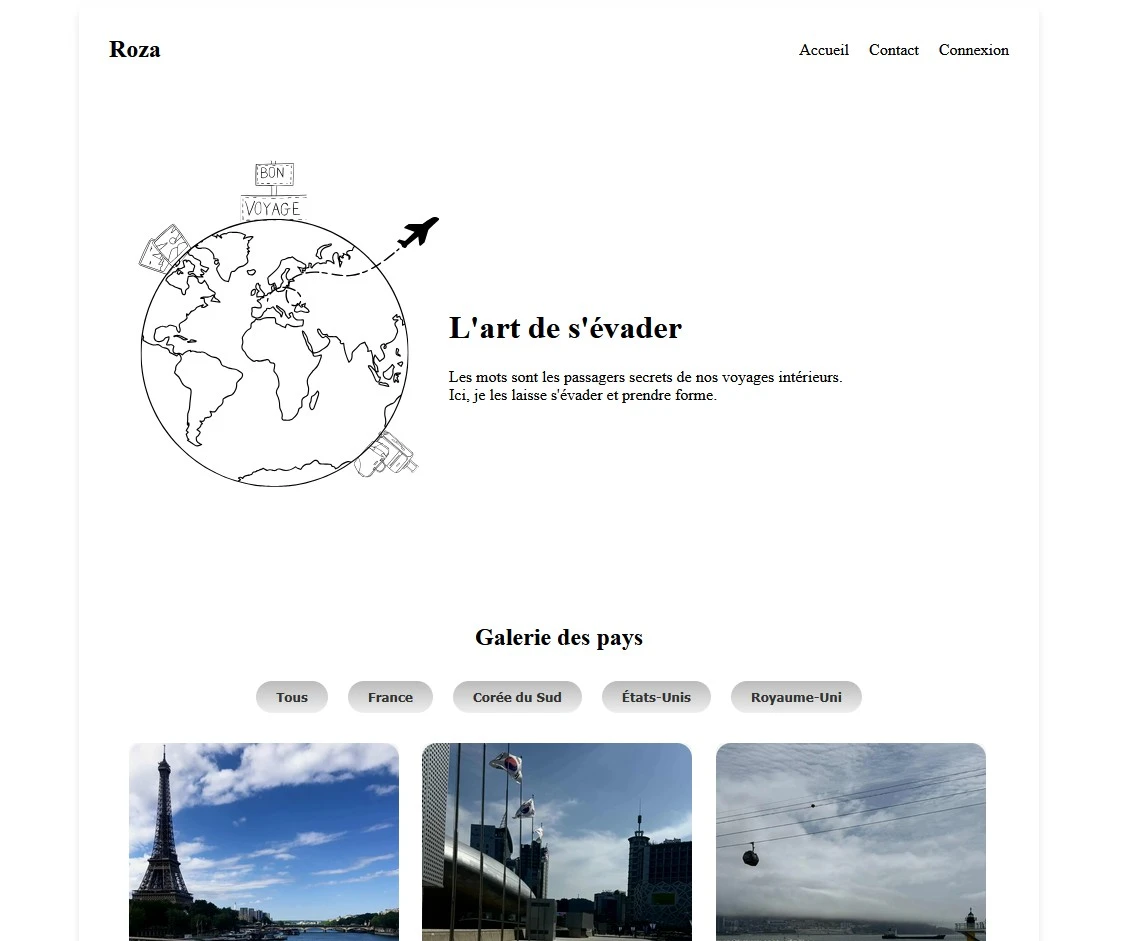 Roza
Accueil Contact Connexion
BON
VOYAGE
L'art de s'évader
Les mots sont les passagers secrets de nos voyages intérieurs.
Ici, je les laisse s'évader et prendre forme.
Galerie des pays
Tous France Corée du Sud États-Unis Royaume-Uni